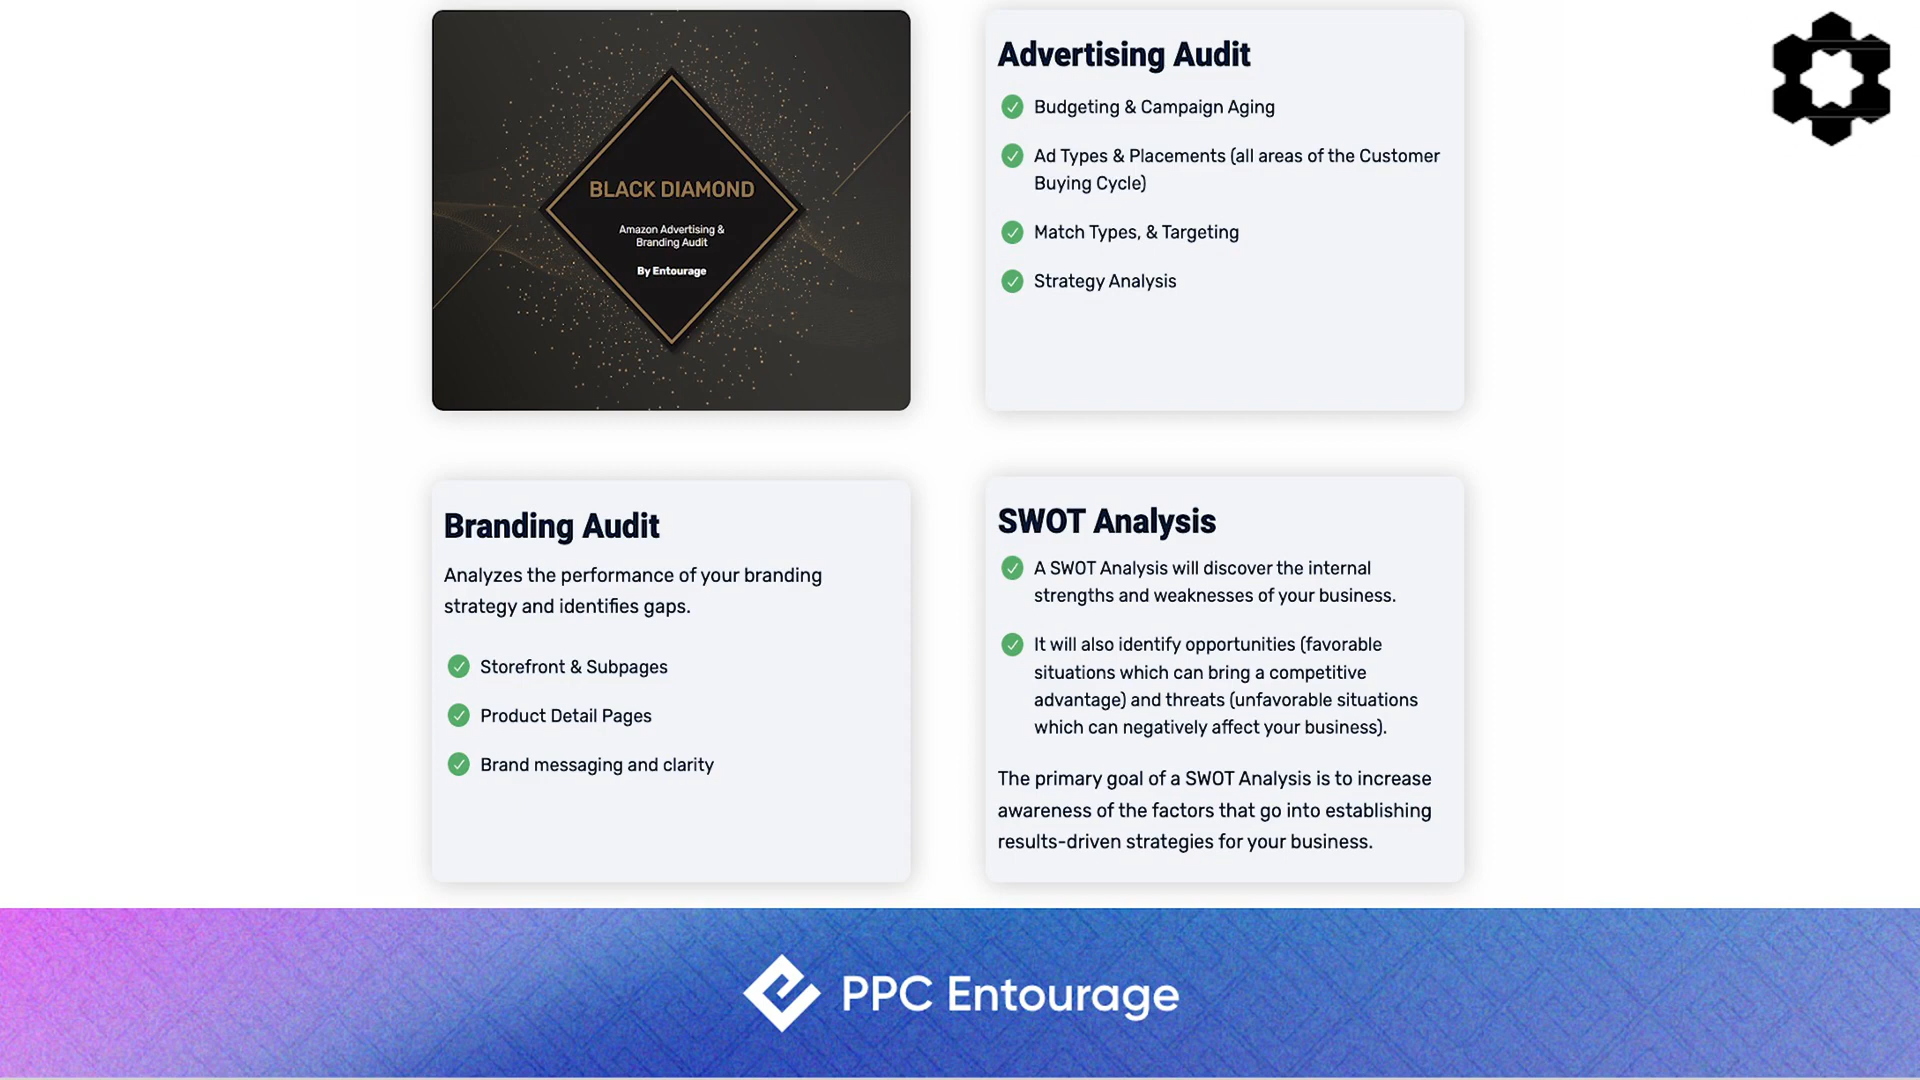 BLACK DIAMOND
Amazon Advertising &
Branding Audit
By Entourage
Advertising Audit
Budgeting & Campaign Aging
Ad Types & Placements (all areas of the Customer
Buying Cycle)
Match Types, & Targeting
Strategy Analysis
Branding Audit
Analyzes the performance of your branding
strategy and identifies gaps.
Storefront & Subpages
Product Detail Pages
Brand messaging and clarity
SWOT Analysis
A SWOT Analysis will discover the internal
strengths and weaknesses of your business.
It will also identify opportunities (favorable
situations which can bring a competitive
advantage) and threats (unfavorable situations
which can negatively affect your business).
The primary goal of a SWOT Analysis is to increase
awareness of the factors that go into establishing
results-driven strategies for your business.
PPC Entourage